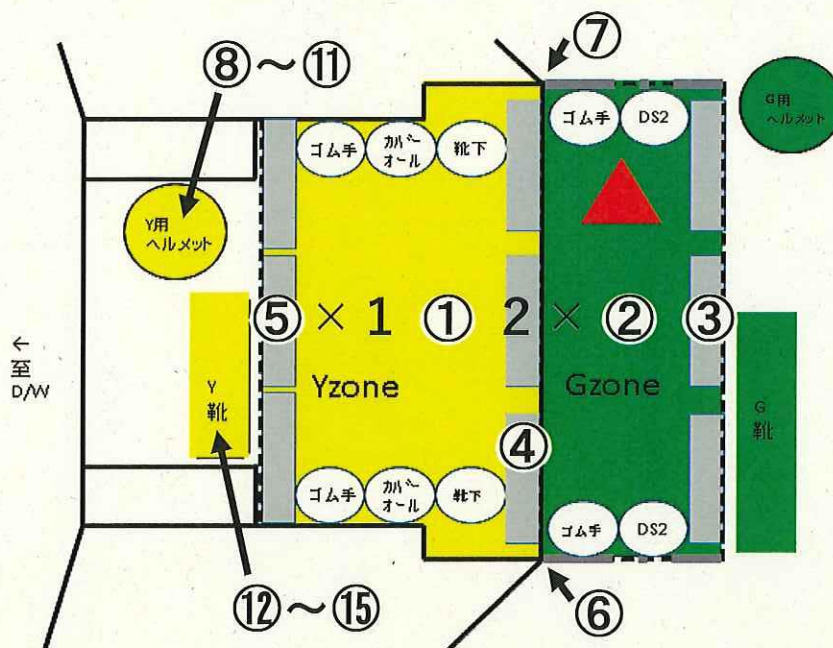 ⑦
⑧～⑪
ゴム手
カバーオール
靴下
ゴム手
DS2
G用
ヘルメット
Y用
ヘルメット
⑤ × 1 ① 2 × ② ③
←
至
D/W
Y
靴
Yzone
Gzone
G
靴
④
ゴム手
カバーオール
靴下
ゴム手
DS2
⑫～⑮
⑥